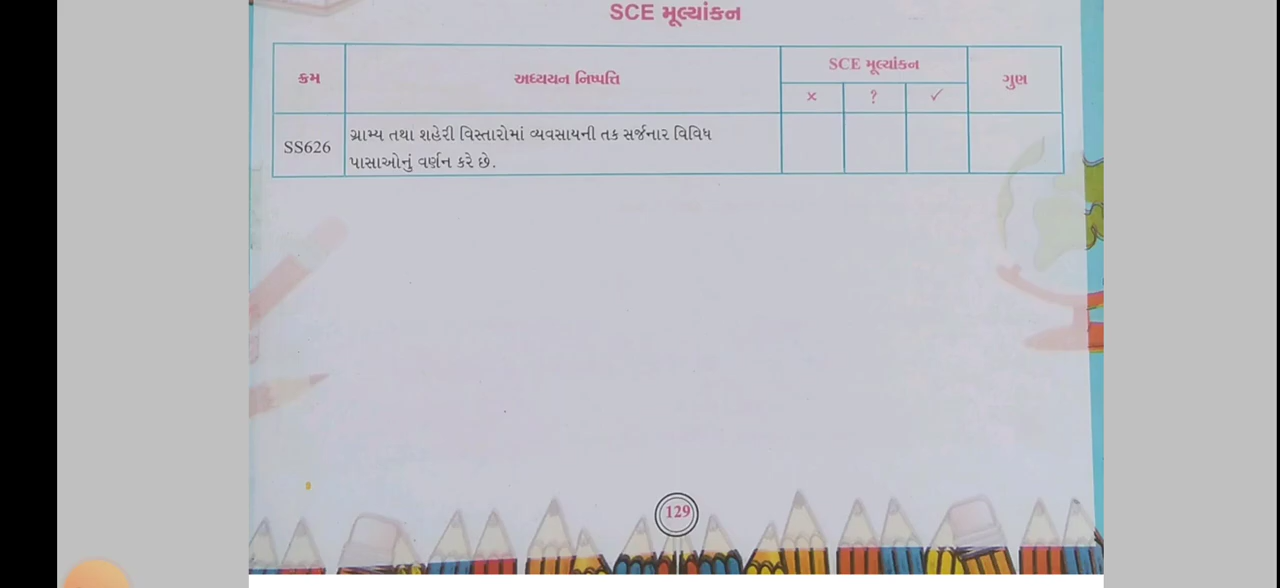 SCE મૂલ્યાંકન
ક્રમ અધ્યયન નિષ્પત્તિ SCE મૂલ્યાંકન ગુણ
× ? ✓
SS626 ગ્રામ્ય તથા શહેરી વિસ્તારોમાં વ્યવસાયની તક સર્જનાર વિવિધ
પાસાઓનું વર્ણન કરે છે.
129